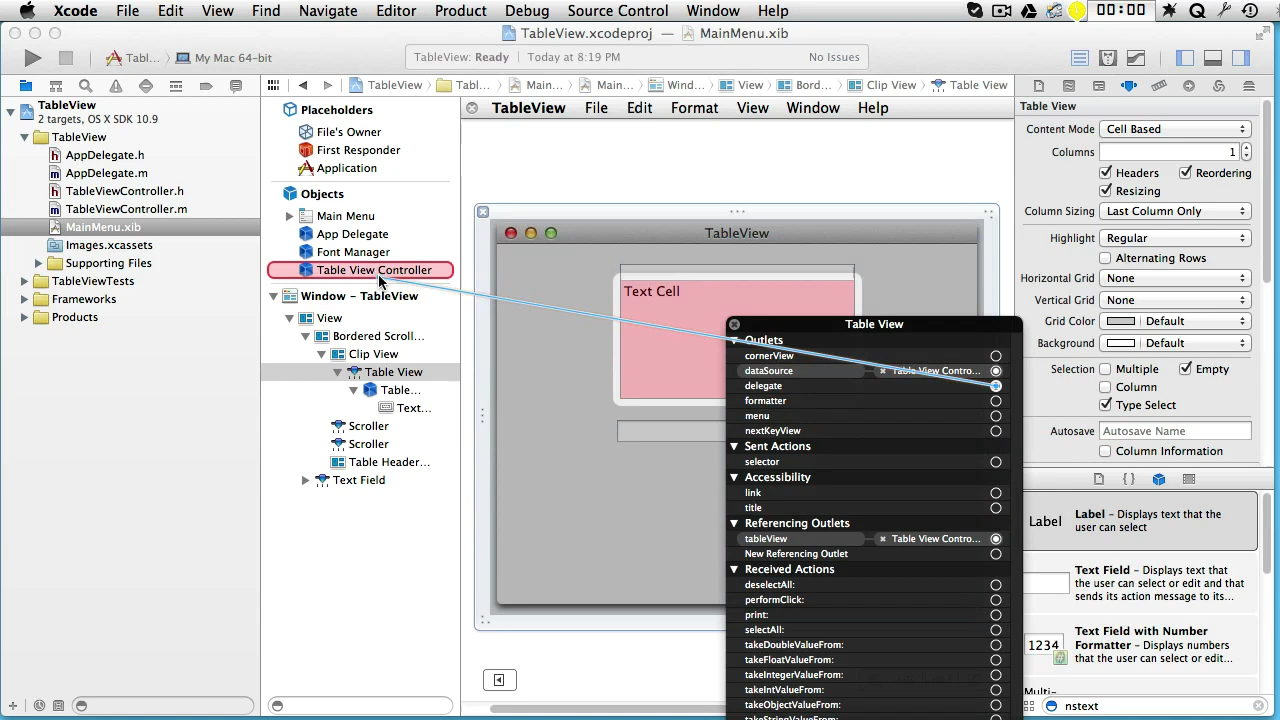 Xcode File Edit View Find Navigate Editor Product Debug Source Control Window Help 00:00
TableView.xcodeproj — MainMenu.xib
Tabl... My Mac 64-bit
TableView: Ready | Today at 8:19 PM No Issues
TableView Tabl... Main... Main... Wind... View Bord... Clip View Table View
TableView
2 targets, OS X SDK 10.9
TableView
AppDelegate.h
AppDelegate.m
TableViewController.h
TableViewController.m
MainMenu.xib
Images.xcassets
Supporting Files
TableViewTests
Frameworks
Products
Placeholders
File's Owner
First Responder
Application
Objects
Main Menu
App Delegate
Font Manager
Table View Controller
Window – TableView
View
Bordered Scroll...
Clip View
Table View
Table...
Text...
Scroller
Scroller
Table Header...
Text Field
TableView File Edit Format View Window Help
TableView
Text Cell
Table View
Outlets
cornerView
dataSource Table View Contro...
delegate
formatter
menu
nextKeyView
Sent Actions
selector
Accessibility
link
title
Referencing Outlets
tableView Table View Contro...
New Referencing Outlet
Received Actions
deselectAll:
performClick:
print:
selectAll:
takeDoubleValueFrom:
takeFloatValueFrom:
takeIntegerValueFrom:
takeIntValueFrom:
takeObjectValueFrom:
takeStringValueFrom:
Table View
Content Mode Cell Based
Columns 1
Headers Reordering
Resizing
Column Sizing Last Column Only
Highlight Regular
Alternating Rows
Horizontal Grid None
Vertical Grid None
Grid Color Default
Background Default
Selection Multiple Empty
Column
Type Select
Autosave Autosave Name
Column Information
Label
Label – Displays text that the
user can select
Text Field – Displays text that
the user can select or edit and that
sends its action message to its...
1234
Text Field with Number
Formatter – Displays numbers
that the user can select or edit...
Multi-
nstext